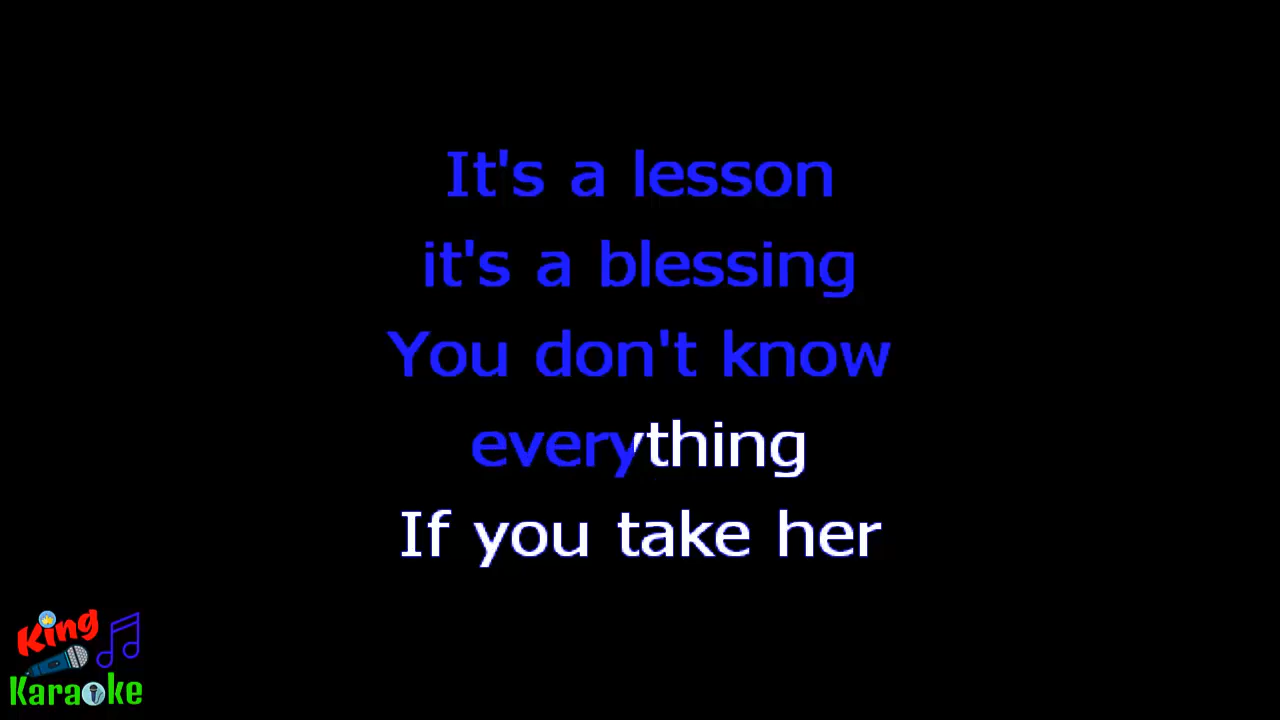 It's a lesson
it's a blessing
You don't know
everything
If you take her
King
Karaoke